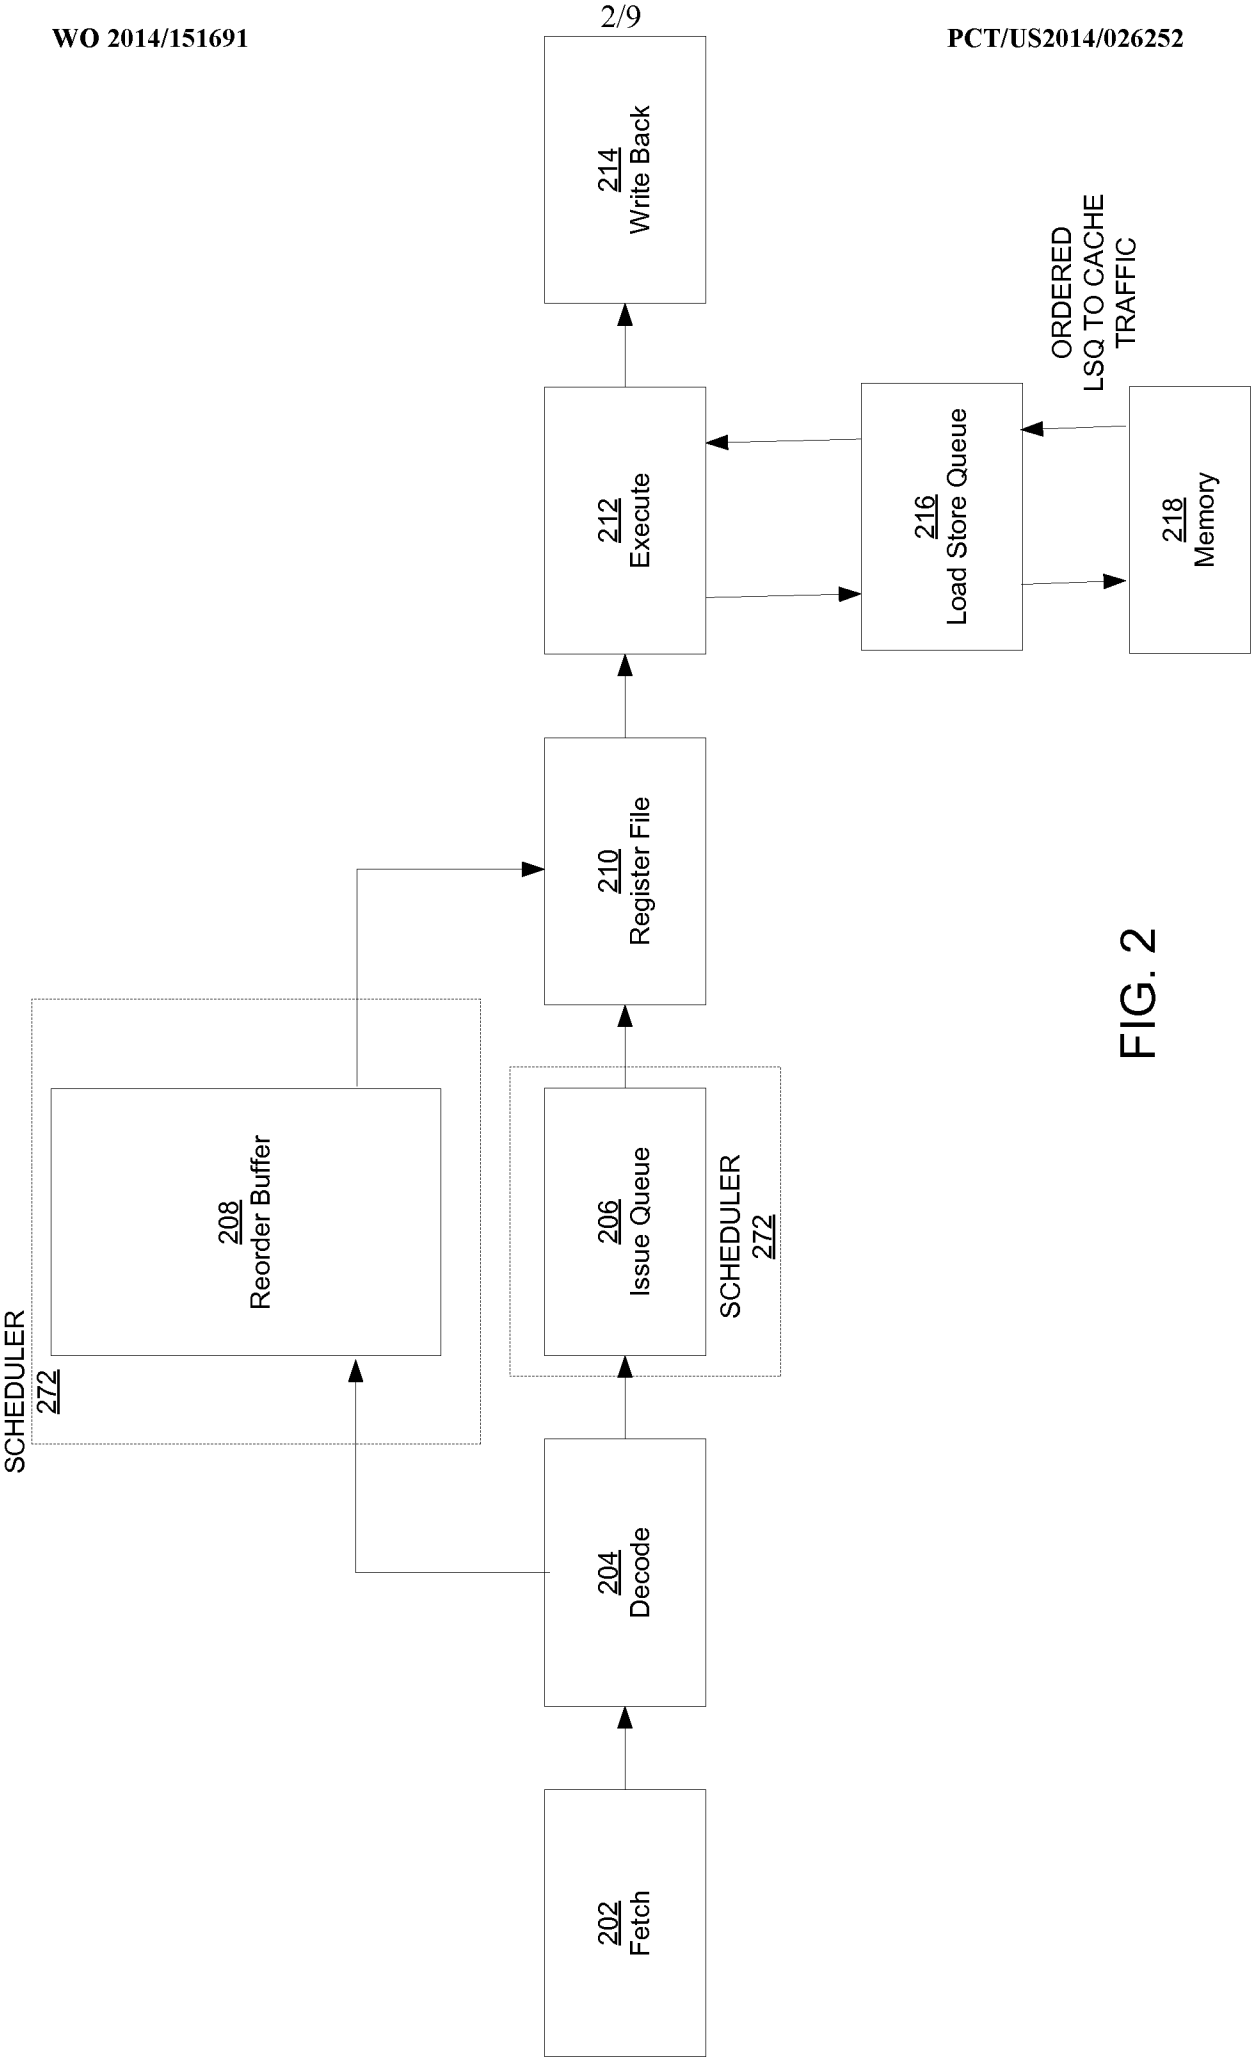 WO 2014/151691
2/9
PCT/US2014/026252
SCHEDULER
272
208
Reorder Buffer
202
Fetch
204
Decode
206
Issue Queue
SCHEDULER
272
210
Register File
212
Execute
214
Write Back
216
Load Store Queue
ORDERED
LSQ TO CACHE
TRAFFIC
218
Memory
FIG. 2